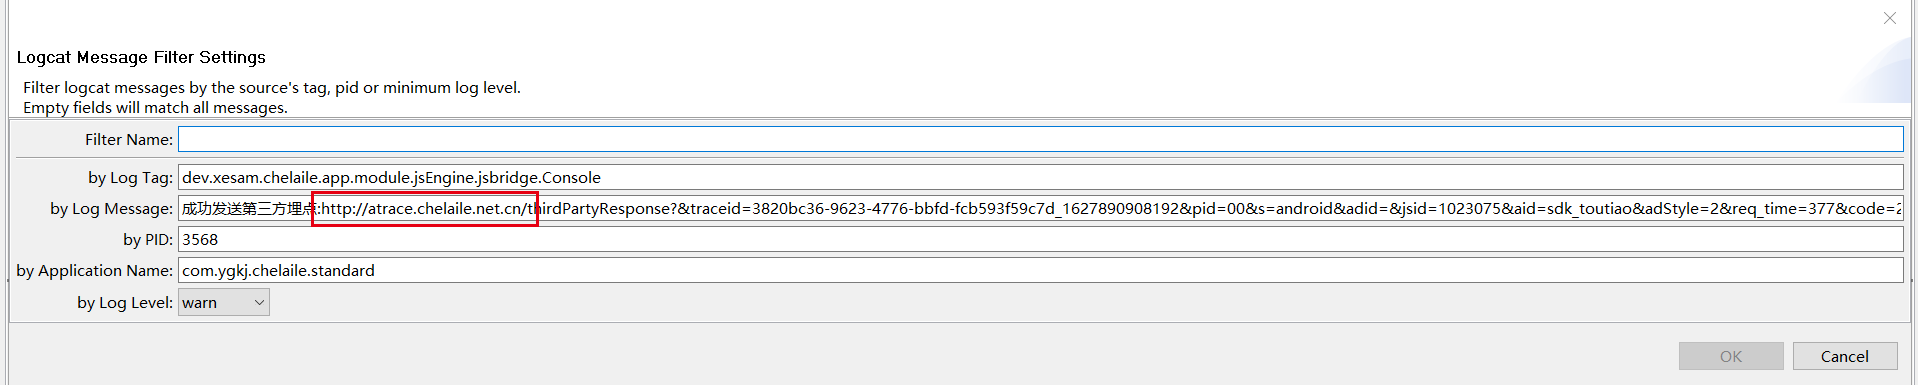 Logcat Message Filter Settings
Filter logcat messages by the source's tag, pid or minimum log level.
Empty fields will match all messages.
Filter Name:
by Log Tag: dev.xesam.chelaile.app.module.jsEngine.jsbridge.Console
by Log Message: 成功发送第三方埋点:http://atrace.chelaile.net.cn/thirdPartyResponse?&traceid=3820bc36-9623-4776-bbfd-fcb593f59c7d_1627890908192&pid=00&s=android&adid=&jsid=1023075&aid=sdk_toutiao&adStyle=2&req_time=377&code=2
by PID: 3568
by Application Name: com.ygkj.chelaile.standard
by Log Level: warn
OK Cancel